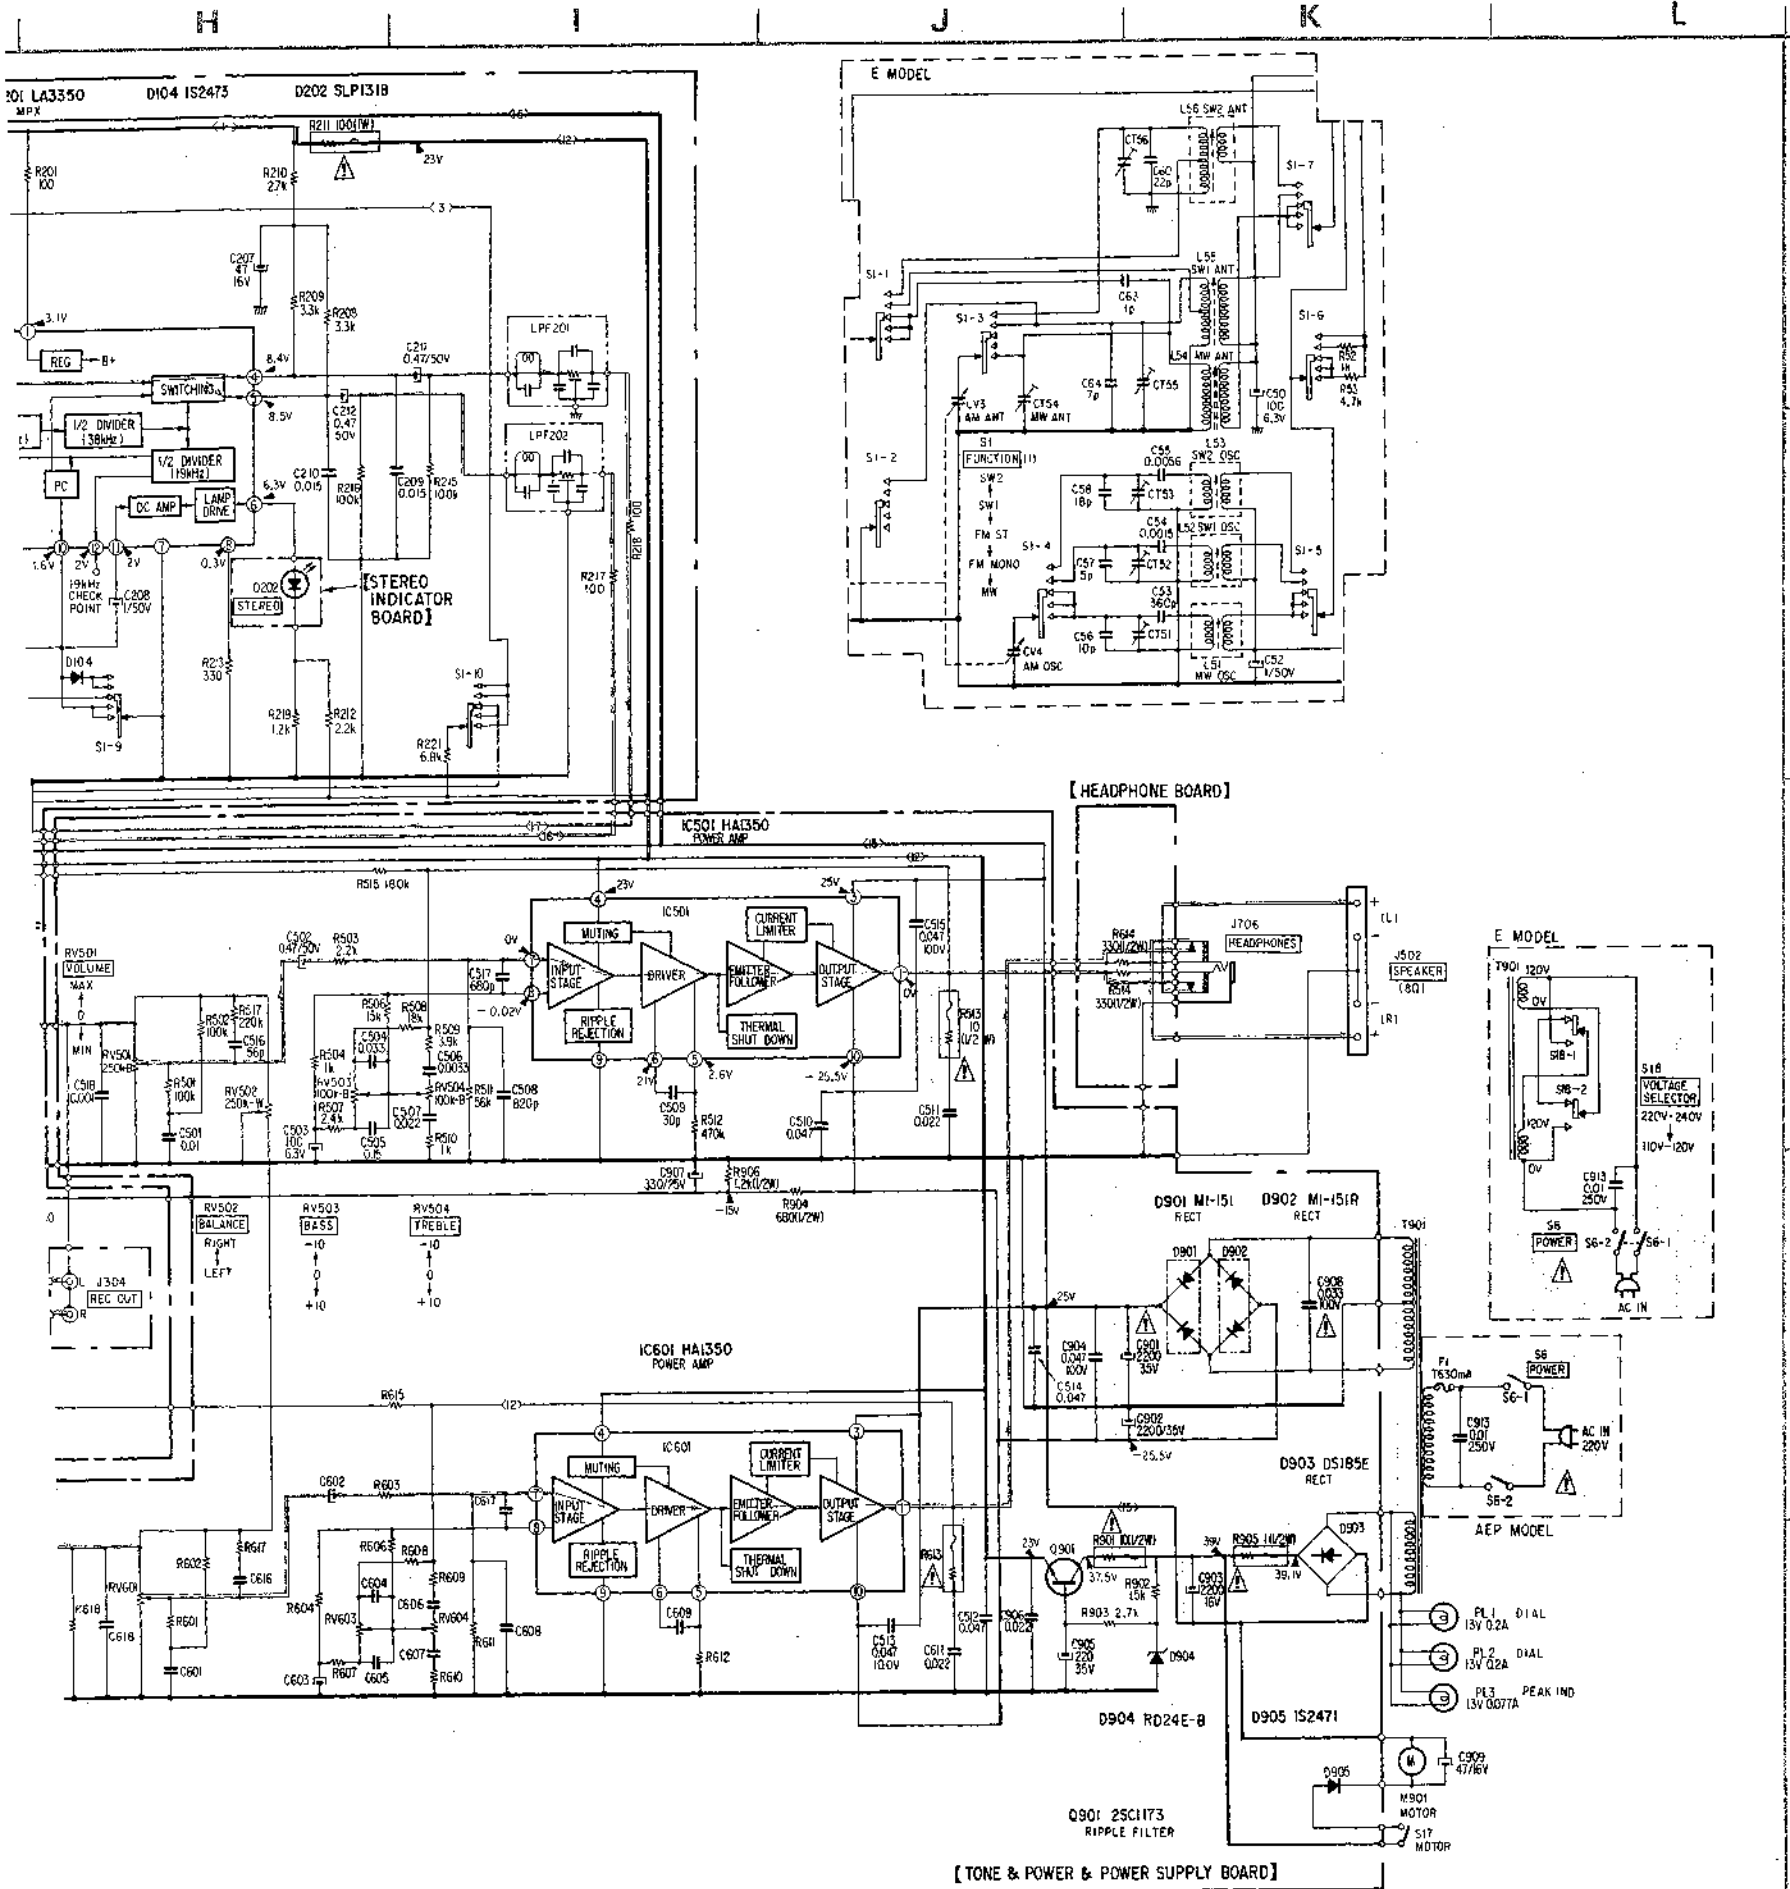 H
I
J
K
L
201 LA3350
MPX
D104 1S2473
D202 SLP131B
R211 100(1W)
23V
R201
100
R210
2.7k
C207
47
16V
R209
3.3k
R208
3.3k
3.1V
REG
B+
8.4V
SWITCHING
8.5V
C211
0.47/50V
C212
0.47
50V
1/2 DIVIDER
(38kHz)
1/2 DIVIDER
(19kHz)
PC
DC AMP
LAMP
DRIVE
6.3V
C210
0.015
R216
100k
C209
0.015
R215
100k
LPF201
LPF202
R218
100
R217
100
1.6V
2V
2V
0.3V
19kHz
CHECK
POINT
C208
1/50V
D202
STEREO
[STEREO
INDICATOR
BOARD]
D104
S1-9
R213
330
R219
1.2k
R212
2.2k
S1-10
R221
6.8k
E MODEL
L56 SW2 ANT
CT56
C60
22p
S1-7
L55
SW1 ANT
S1-1
C63
1p
S1-3
S1-6
L54 MW ANT
R52
1k
R53
4.7k
CV3
AM ANT
CT54
MW ANT
C64
7p
CT55
C50
100
6.3V
S1-2
S1
FUNCTION(1)
SW2
SW1
FM ST
FM MONO
MW
L53
SW2 OSC
C55
0.0056
C58
18p
CT53
C54
0.0015
L52 SW1 OSC
S1-4
S1-5
C57
5p
CT52
C53
360p
C56
10p
CT51
CV4
AM OSC
L51
MW OSC
C52
1/50V
[HEADPHONE BOARD]
IC501 HA1350
POWER AMP
R515 180k
23V
25V
IC501
MUTING
CURRENT
LIMITER
INPUT
STAGE
DRIVER
EMITTER
FOLLOWER
OUTPUT
STAGE
RIPPLE
REJECTION
THERMAL
SHUT DOWN
0V
-0.02V
0V
21V
2.6V
-25.5V
C515
0.047
100V
R513
10
(1/2W)
RV501
VOLUME
MAX
0
MIN
RV501
250kB
C518
0.001
R502
100k
R517
220k
C516
56p
R501
100k
C501
0.01
RV502
250k-W
C502
0.47/50V
R503
2.2k
C517
680p
R506
15k
R508
18k
C504
0.033
R509
3.9k
C506
0.0033
R504
1k
RV503
100k-B
RV504
100k-B
R507
2.4k
C507
0.022
C503
100
6.3V
C505
0.15
R510
1k
R511
56k
C508
820p
C509
30p
R512
470k
C510
0.047
C511
0.022
C907
330/25V
R906
1.2k(1/2W)
-15V
R904
680(1/2W)
R614
330(1/2W)
R514
330(1/2W)
J706
HEADPHONES
(L)
J502
SPEAKER
(8Ω)
(R)
E MODEL
T901
120V
0V
S18-1
S18-2
120V
0V
S18
VOLTAGE
SELECTOR
220V-240V
110V-120V
C913
0.01
250V
S6
POWER
S6-2
S6-1
AC IN
RV502
BALANCE
RIGHT
LEFT
RV503
BASS
-10
0
+10
RV504
TREBLE
-10
0
+10
J304
REC OUT
L
R
D901 M1-151
RECT
D902 M1-151R
RECT
D901
D902
T901
C908
0.033
100V
25V
C904
0.047
100V
C901
2200
35V
C514
0.047
C902
2200/35V
-25.5V
F1
T630mA
S6
POWER
S6-1
C913
0.01
250V
AC IN
220V
S6-2
AEP MODEL
IC601 HA1350
POWER AMP
R615
IC601
MUTING
CURRENT
LIMITER
INPUT
STAGE
DRIVER
EMITTER
FOLLOWER
OUTPUT
STAGE
RIPPLE
REJECTION
THERMAL
SHUT DOWN
C602
R603
C617
R602
R617
C616
RV601
R618
C618
R601
C601
R606
R608
C604
R609
C606
R604
RV603
RV604
C607
R607
C605
C603
R610
R611
C608
C609
R612
R613
C513
0.047
100V
C611
0.022
C512
0.047
C906
0.022
23V
Q901
R901 10(1/2W)
37.5V
39V
R905 1(1/2W)
39.1V
D903 DS185E
RECT
D903
R902
1.5k
C903
2200
16V
R903 2.7k
C905
220
35V
D904
PL1 DIAL
13V 0.2A
PL2 DIAL
13V 0.2A
PL3 PEAK IND
13V 0.077A
D904 RD24E-B
D905 1S2471
D905
M
C909
47/16V
M901
MOTOR
S17
MOTOR
Q901 2SC1173
RIPPLE FILTER
[TONE & POWER & POWER SUPPLY BOARD]